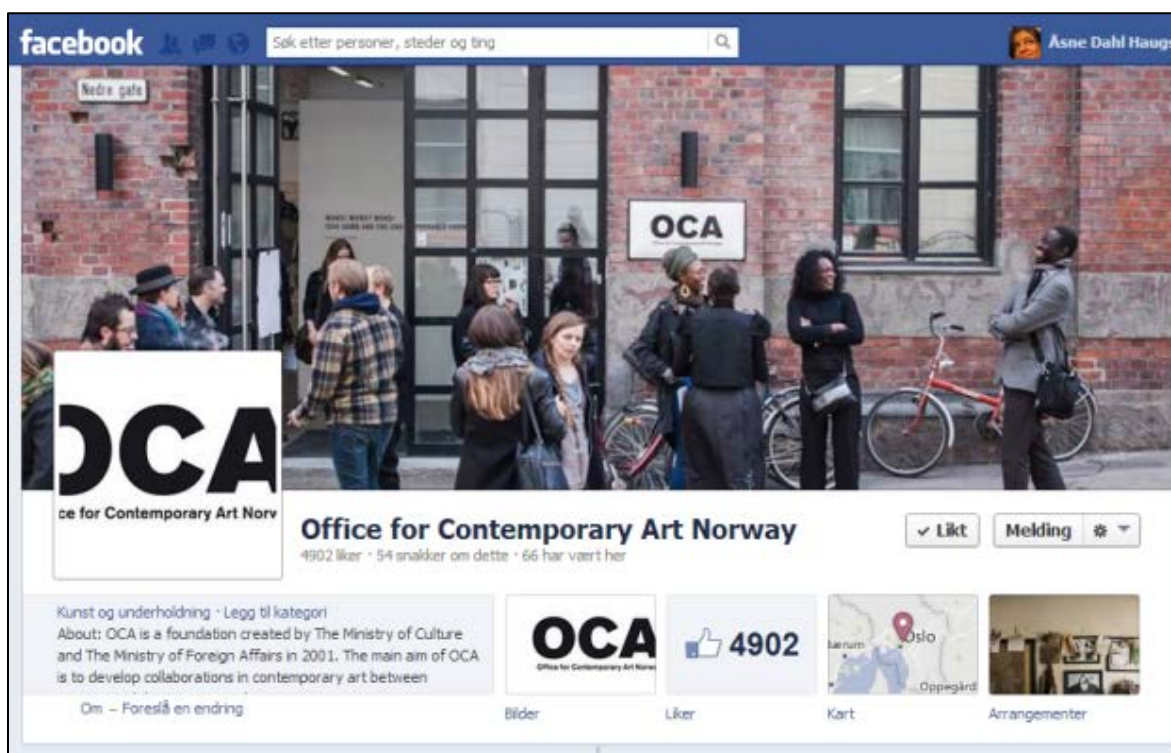 facebook
Søk etter personer, steder og ting
Åsne Dahl Haugs
Nedre gate
OCA
OCA
ce for Contemporary Art Norw
Office for Contemporary Art Norway
✓ Likt
Melding
4902 liker · 54 snakker om dette · 66 har vært her
Kunst og underholdning · Legg til kategori
About: OCA is a foundation created by The Ministry of Culture
and The Ministry of Foreign Affairs in 2001. The main aim of OCA
is to develop collaborations in contemporary art between
Om – Foreslå en endring
OCA
Office for Contemporary Art Norw
Bilder
4902
Liker
ærum
Oslo
Oppegård
Kart
Arrangementer